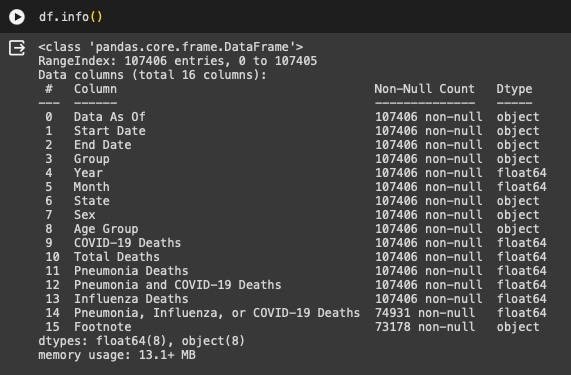 df.info()
<class 'pandas.core.frame.DataFrame'>
RangeIndex: 107406 entries, 0 to 107405
Data columns (total 16 columns):
 #   Column                                    Non-Null Count   Dtype
---  ------                                    --------------   -----
 0   Data As Of                                107406 non-null  object
 1   Start Date                                107406 non-null  object
 2   End Date                                  107406 non-null  object
 3   Group                                     107406 non-null  object
 4   Year                                      107406 non-null  float64
 5   Month                                     107406 non-null  float64
 6   State                                     107406 non-null  object
 7   Sex                                       107406 non-null  object
 8   Age Group                                 107406 non-null  object
 9   COVID-19 Deaths                           107406 non-null  float64
 10  Total Deaths                              107406 non-null  float64
 11  Pneumonia Deaths                          107406 non-null  float64
 12  Pneumonia and COVID-19 Deaths             107406 non-null  float64
 13  Influenza Deaths                          107406 non-null  float64
 14  Pneumonia, Influenza, or COVID-19 Deaths  74931 non-null   float64
 15  Footnote                                  73178 non-null   object
dtypes: float64(8), object(8)
memory usage: 13.1+ MB